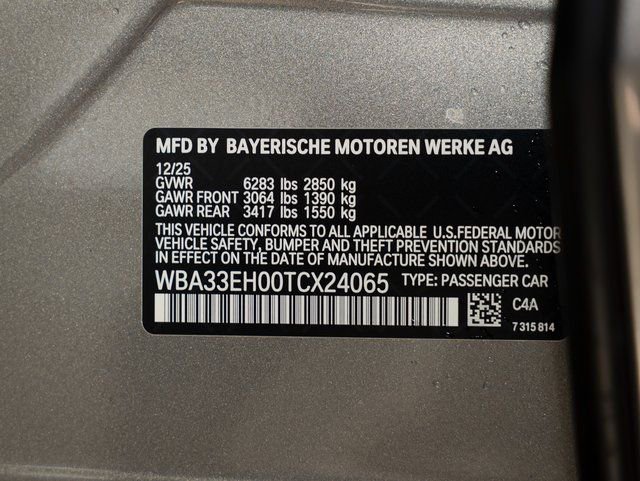 MFD BY BAYERISCHE MOTOREN WERKE AG
12/25
GVWR 6283 lbs 2850 kg
GAWR FRONT 3064 lbs 1390 kg
GAWR REAR 3417 lbs 1550 kg
THIS VEHICLE CONFORMS TO ALL APPLICABLE U.S.FEDERAL MOTOR
VEHICLE SAFETY, BUMPER AND THEFT PREVENTION STANDARDS
IN EFFECT ON THE DATE OF MANUFACTURE SHOWN ABOVE.
WBA33EH00TCX24065 TYPE: PASSENGER CAR
C4A
7 315 814